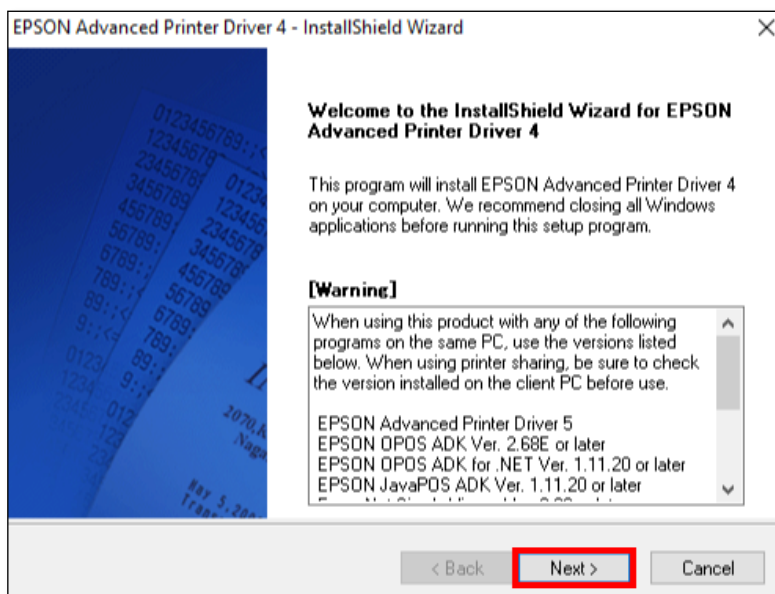 EPSON Advanced Printer Driver 4 - InstallShield Wizard
Welcome to the InstallShield Wizard for EPSON
Advanced Printer Driver 4
This program will install EPSON Advanced Printer Driver 4
on your computer. We recommend closing all Windows
applications before running this setup program.
[Warning]
When using this product with any of the following
programs on the same PC, use the versions listed
below. When using printer sharing, be sure to check
the version installed on the client PC before use.
EPSON Advanced Printer Driver 5
EPSON OPOS ADK Ver. 2.68E or later
EPSON OPOS ADK for .NET Ver. 1.11.20 or later
EPSON JavaPOS ADK Ver. 1.11.20 or later
< Back
Next >
Cancel